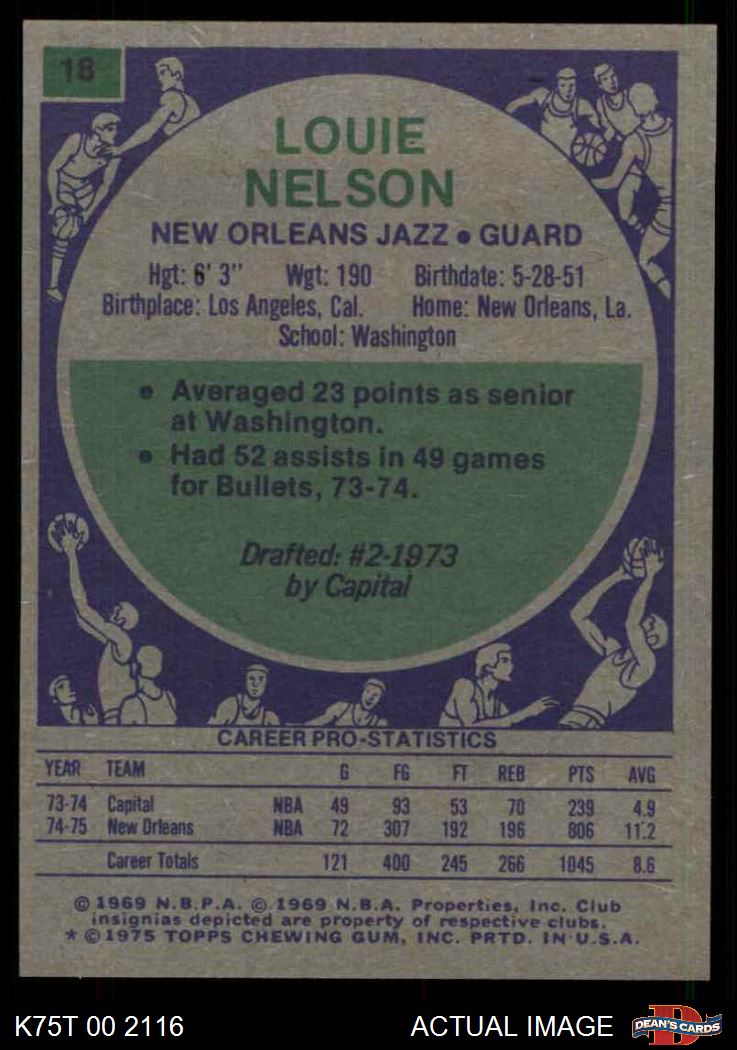 18
LOUIE
NELSON
NEW ORLEANS JAZZ • GUARD
Hgt: 6' 3" Wgt: 190 Birthdate: 5-28-51
Birthplace: Los Angeles, Cal. Home: New Orleans, La.
School: Washington
• Averaged 23 points as senior
at Washington.
• Had 52 assists in 49 games
for Bullets, 73-74.
Drafted: #2-1973
by Capital
CAREER PRO-STATISTICS
YEAR TEAM G FG FT REB PTS AVG
73-74 Capital NBA 49 93 53 70 239 4.9
74-75 New Orleans NBA 72 307 192 196 806 11.2
Career Totals 121 400 245 266 1045 8.6
© 1969 N.B.P.A. © 1969 N.B.A. Properties, Inc. Club
insignias depicted are property of respective clubs.
* © 1975 TOPPS CHEWING GUM, INC. PRTD. IN U.S.A.
K75T 00 2116 ACTUAL IMAGE
DEAN'S CARDS